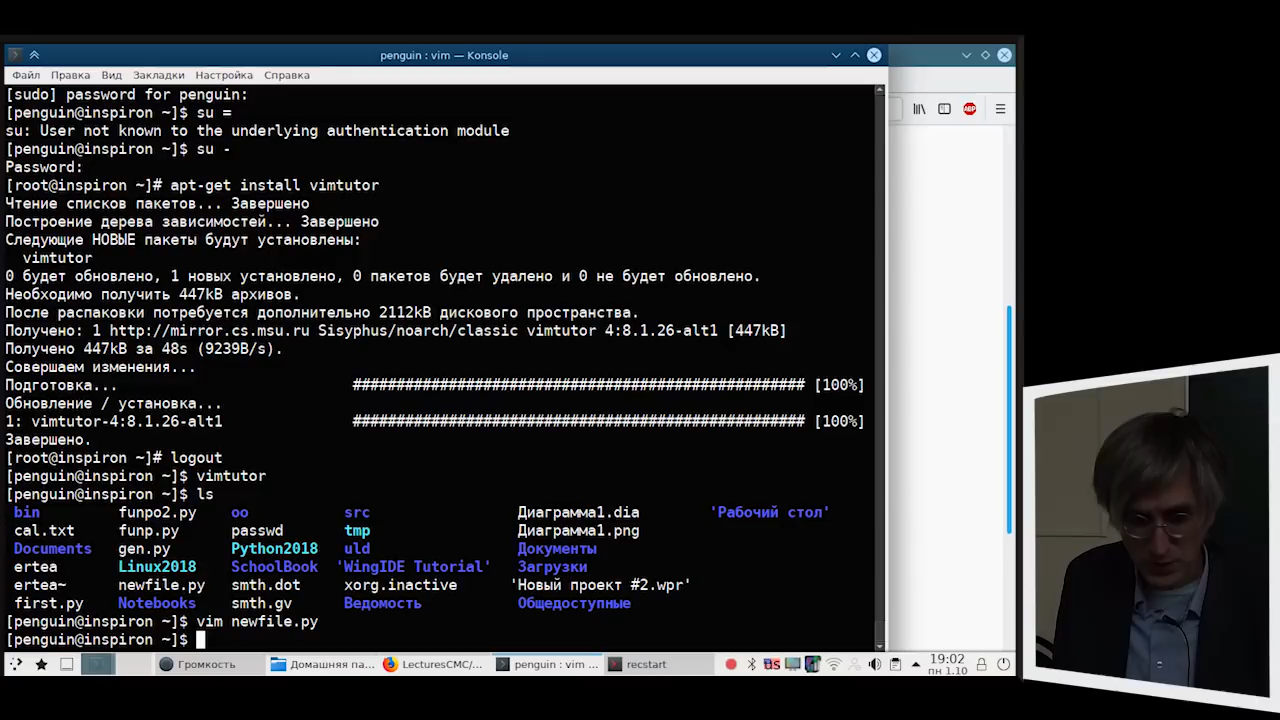 penguin : vim — Konsole
Файл Правка Вид Закладки Настройка Справка
[sudo] password for penguin:
[penguin@inspiron ~]$ su =
su: User not known to the underlying authentication module
[penguin@inspiron ~]$ su -
Password:
[root@inspiron ~]# apt-get install vimtutor
Чтение списков пакетов... Завершено
Построение дерева зависимостей... Завершено
Следующие НОВЫЕ пакеты будут установлены:
vimtutor
0 будет обновлено, 1 новых установлено, 0 пакетов будет удалено и 0 не будет обновлено.
Необходимо получить 447kB архивов.
После распаковки потребуется дополнительно 2112kB дискового пространства.
Получено: 1 http://mirror.cs.msu.ru Sisyphus/noarch/classic vimtutor 4:8.1.26-alt1 [447kB]
Получено 447kB за 48s (9239B/s).
Совершаем изменения...
Подготовка... ################################################## [100%]
Обновление / установка...
1: vimtutor-4:8.1.26-alt1 ################################################## [100%]
Завершено.
[root@inspiron ~]# logout
[penguin@inspiron ~]$ vimtutor
[penguin@inspiron ~]$ ls
bin funpo2.py oo src Диаграмма1.dia 'Рабочий стол'
cal.txt funp.py passwd tmp Диаграмма1.png
Documents gen.py Python2018 uld Документы
ertea Linux2018 SchoolBook 'WingIDE Tutorial' Загрузки
ertea~ newfile.py smth.dot xorg.inactive 'Новый проект #2.wpr'
first.py Notebooks smth.gv Ведомость Общедоступные
[penguin@inspiron ~]$ vim newfile.py
[penguin@inspiron ~]$
Громкость Домашняя па... LecturesCMC/... penguin : vim ... recstart US 19:02
пн 1.10
ABP